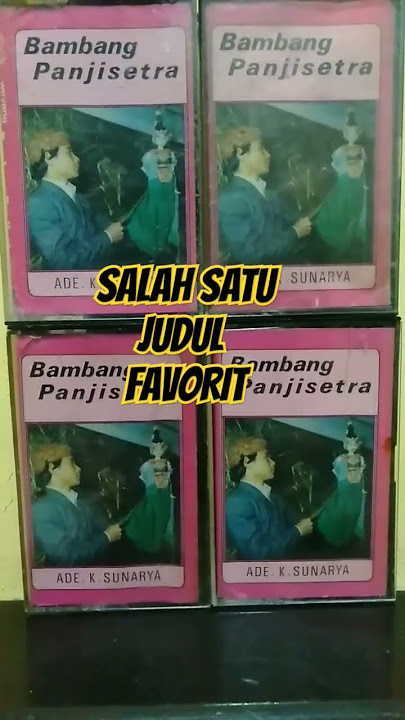 Bambang
Panjisetra
ADE. K
Bambang
Panjisetra
SUNARYA
SALAH SATU
JUDUL
FAVORIT
Bambang
Panjis
ADE. K. SUNARYA
Bambang
Panjisetra
ADE. K. SUNARYA